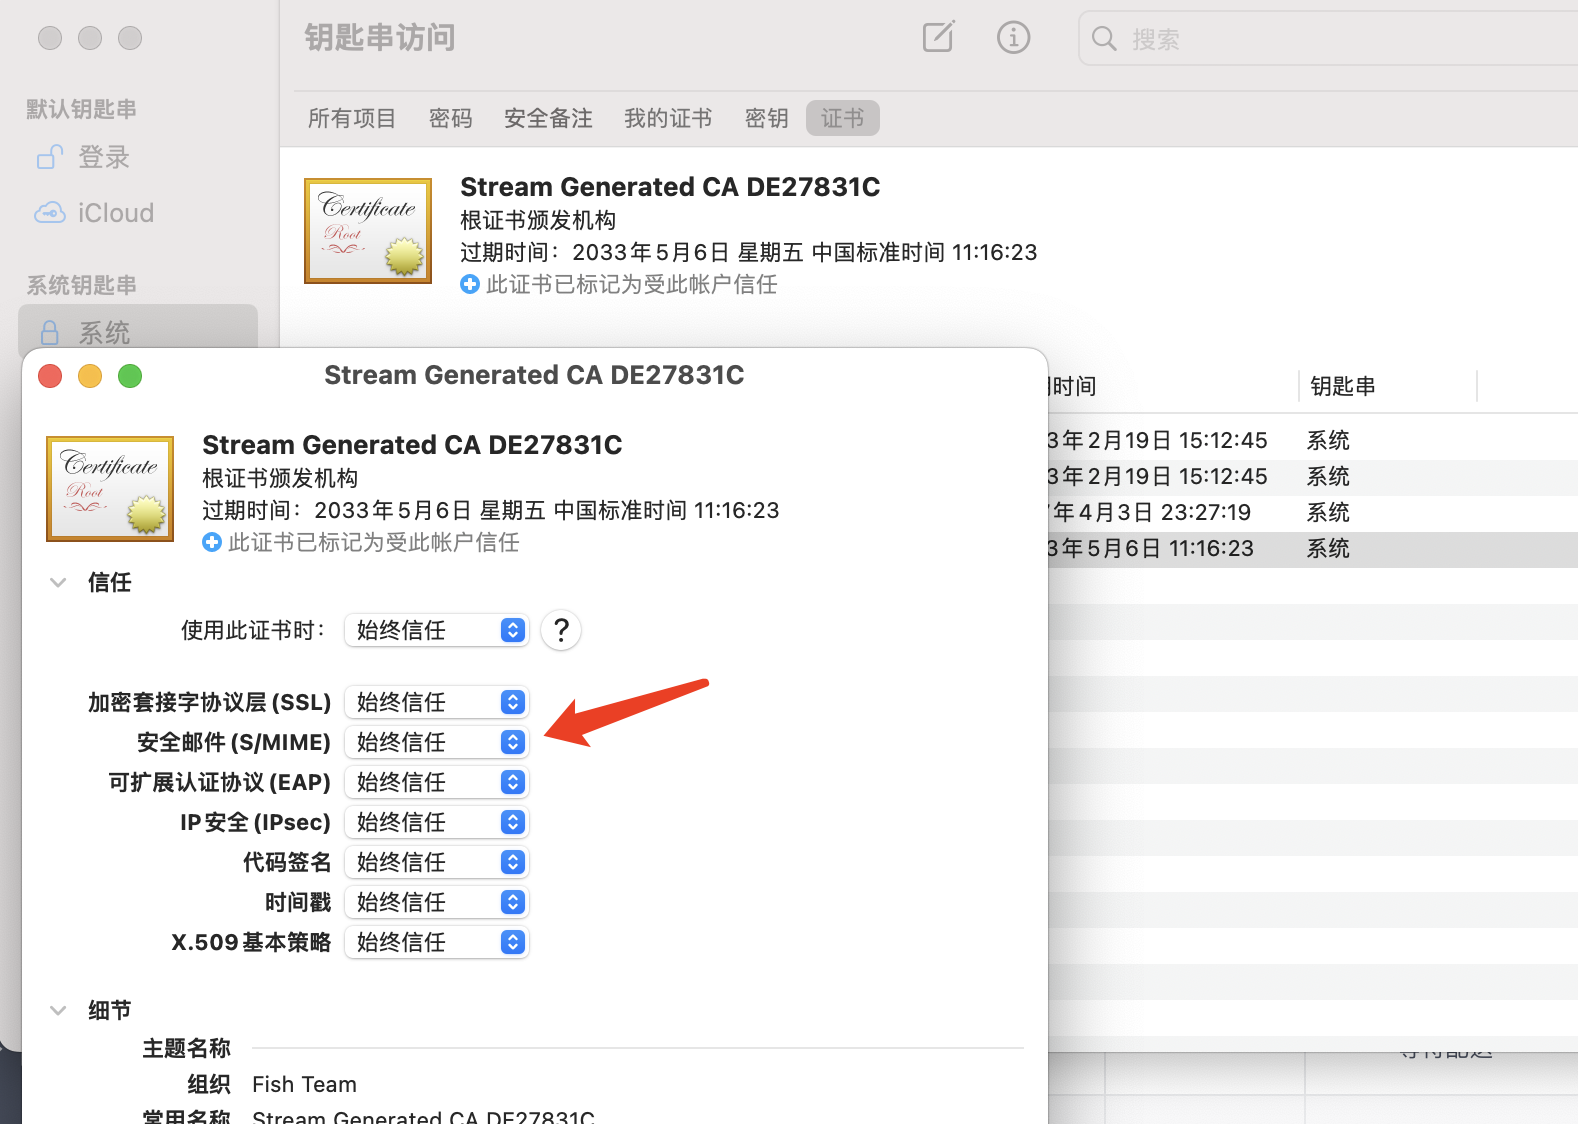 钥匙串访问
搜索
默认钥匙串
登录
iCloud
系统钥匙串
系统
所有项目 密码 安全备注 我的证书 密钥 证书
Certificate
Root
Stream Generated CA DE27831C
根证书颁发机构
过期时间：2033年5月6日 星期五 中国标准时间 11:16:23
此证书已标记为受此帐户信任
时间 钥匙串
3年2月19日 15:12:45 系统
3年2月19日 15:12:45 系统
年4月3日 23:27:19 系统
3年5月6日 11:16:23 系统
Stream Generated CA DE27831C
Certificate
Root
Stream Generated CA DE27831C
根证书颁发机构
过期时间：2033年5月6日 星期五 中国标准时间 11:16:23
此证书已标记为受此帐户信任
信任
使用此证书时： 始终信任 ?
加密套接字协议层 (SSL) 始终信任
安全邮件 (S/MIME) 始终信任
可扩展认证协议 (EAP) 始终信任
IP 安全 (IPsec) 始终信任
代码签名 始终信任
时间戳 始终信任
X.509 基本策略 始终信任
细节
主题名称
组织 Fish Team
常用名称 Stream Generated CA DE27831C